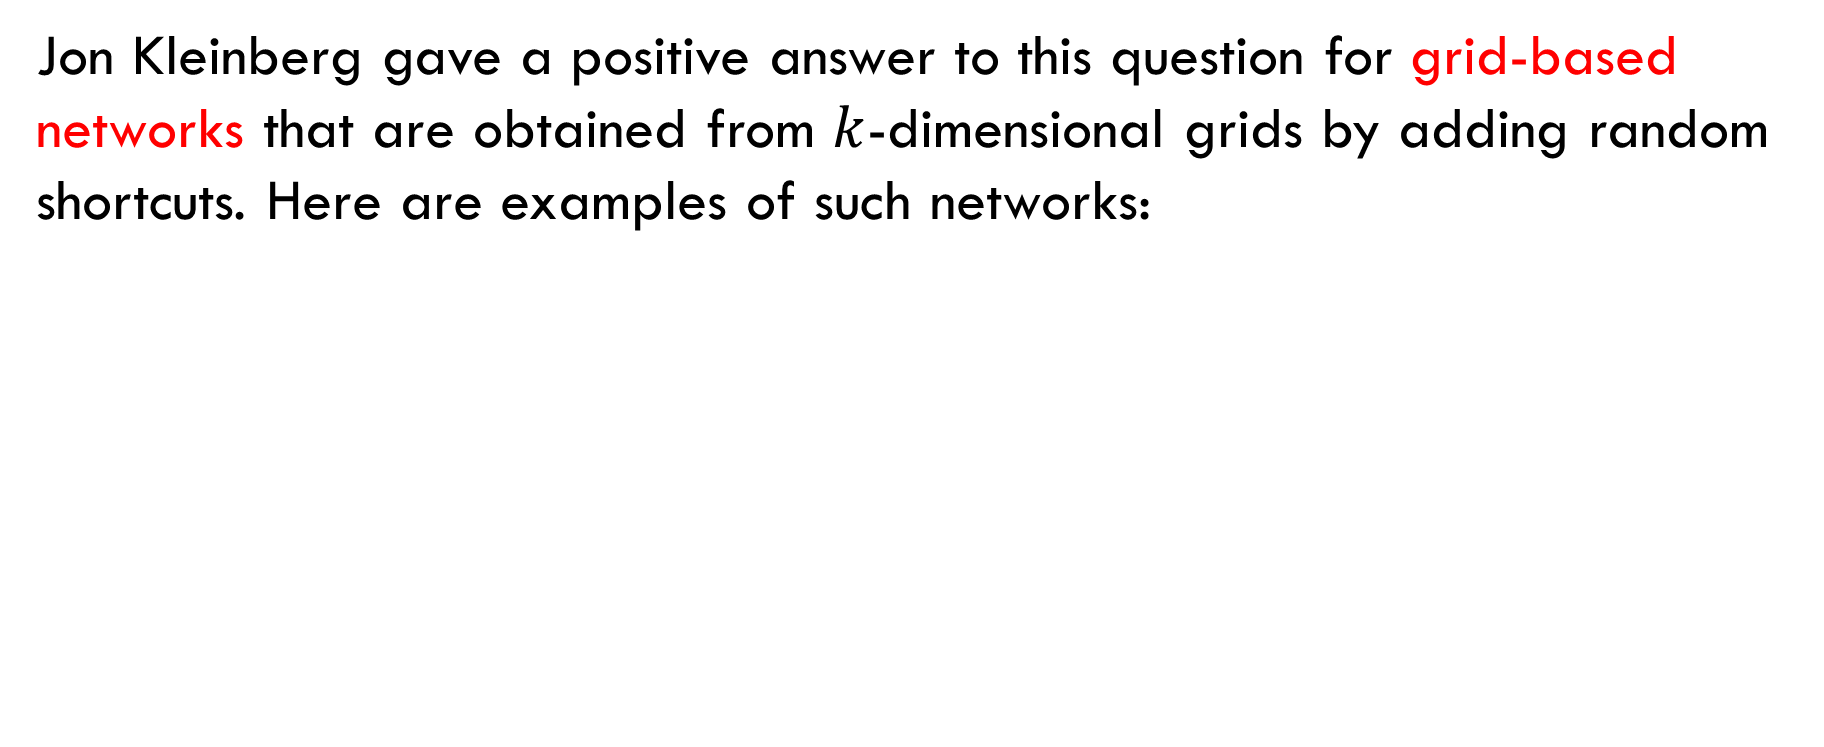 Jon Kleinberg gave a positive answer to this question for grid-based
networks that are obtained from k-dimensional grids by adding random
shortcuts. Here are examples of such networks: